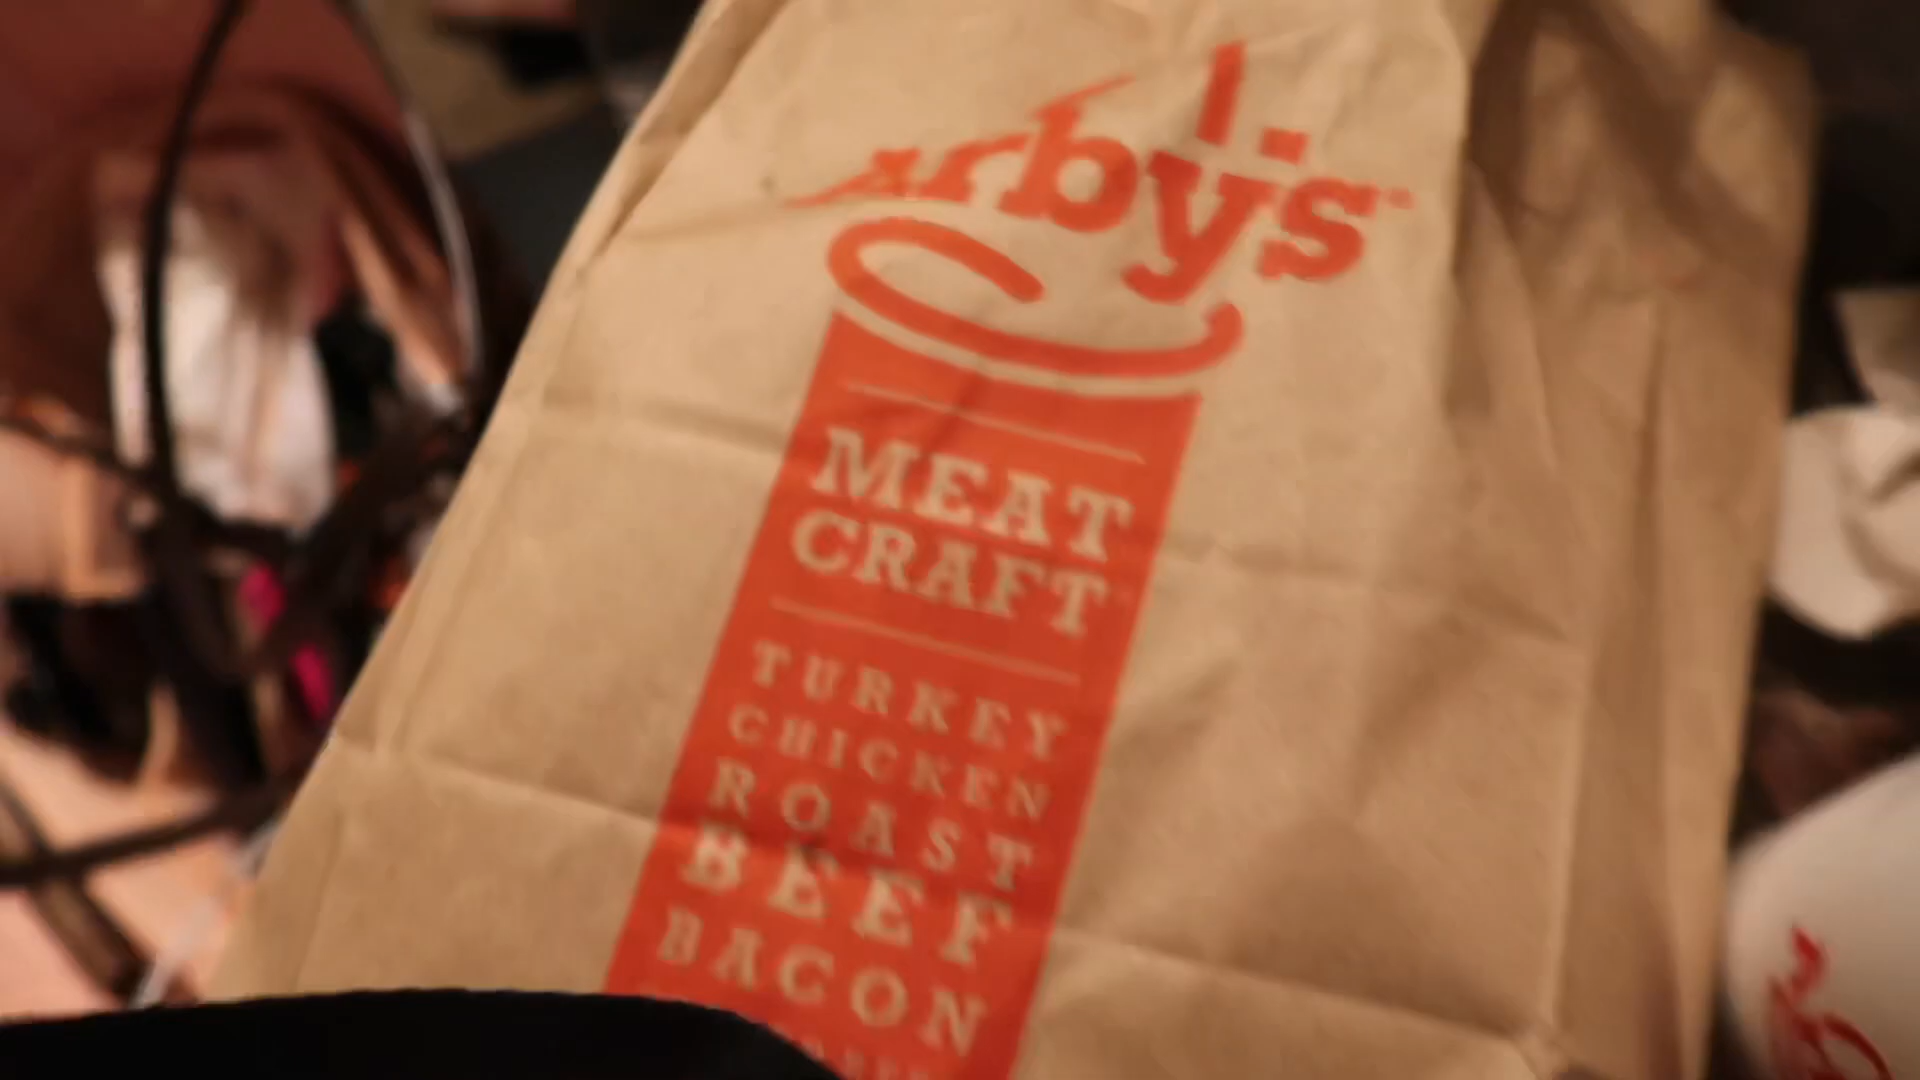 Arby's
MEAT
CRAFT
TURKEY
CHICKEN
ROAST
BEEF
BACON